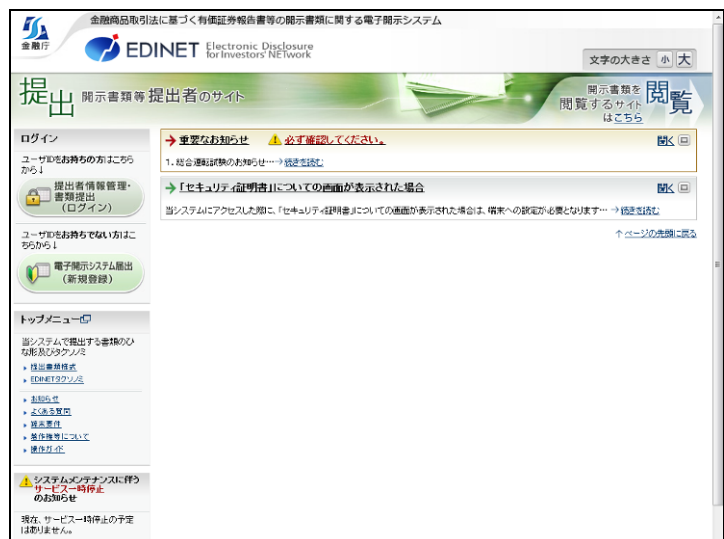 金融商品取引法に基づく有価証券報告書等の開示書類に関する電子開示システム
金融庁
EDINET Electronic Disclosure
for Investors' NETwork
文字の大きさ 小 大
提出 開示書類等提出者のサイト
開示書類を
閲覧するサイト
はこちら
閲覧
ログイン
ユーザIDをお持ちの方はこちら
から↓
提出者情報管理・
書類提出
(ログイン)
ユーザIDをお持ちでない方はこ
ちらから↓
電子開示システム届出
(新規登録)
トップメニュー
当システムで提出する書類のひ
な形及びタクソノミ
提出書類様式
EDINETタクソノミ
お知らせ
よくある質問
端末要件
著作権等について
操作ガイド
システムメンテナンスに伴う
サービス一時停止
のお知らせ
現在、サービス一時停止の予定
はありません。
→重要なお知らせ 必ず確認してください。 開く
1. 総合運転試験のお知らせ…→続きを読む
→「セキュリティ証明書」についての画面が表示された場合 開く
当システムにアクセスした際に、「セキュリティ証明書」についての画面が表示された場合は、端末への設定が必要となります… →続きを読む
↑ページの先頭に戻る